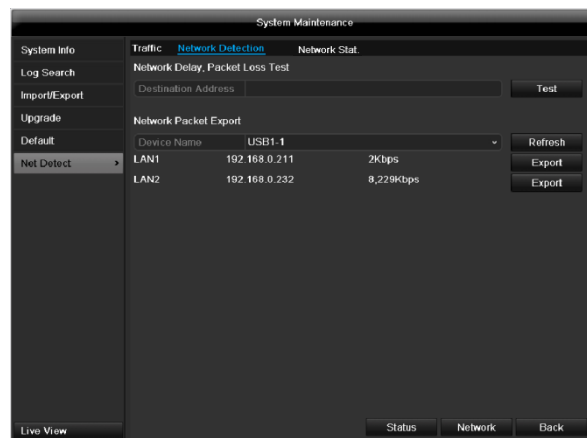 System Maintenance
System Info
Log Search
Import/Export
Upgrade
Default
Net Detect >
Live View
Traffic Network Detection Network Stat.
Network Delay, Packet Loss Test
Destination Address Test
Network Packet Export
Device Name USB1-1 Refresh
LAN1 192.168.0.211 2Kbps Export
LAN2 192.168.0.232 8,229Kbps Export
Status Network Back